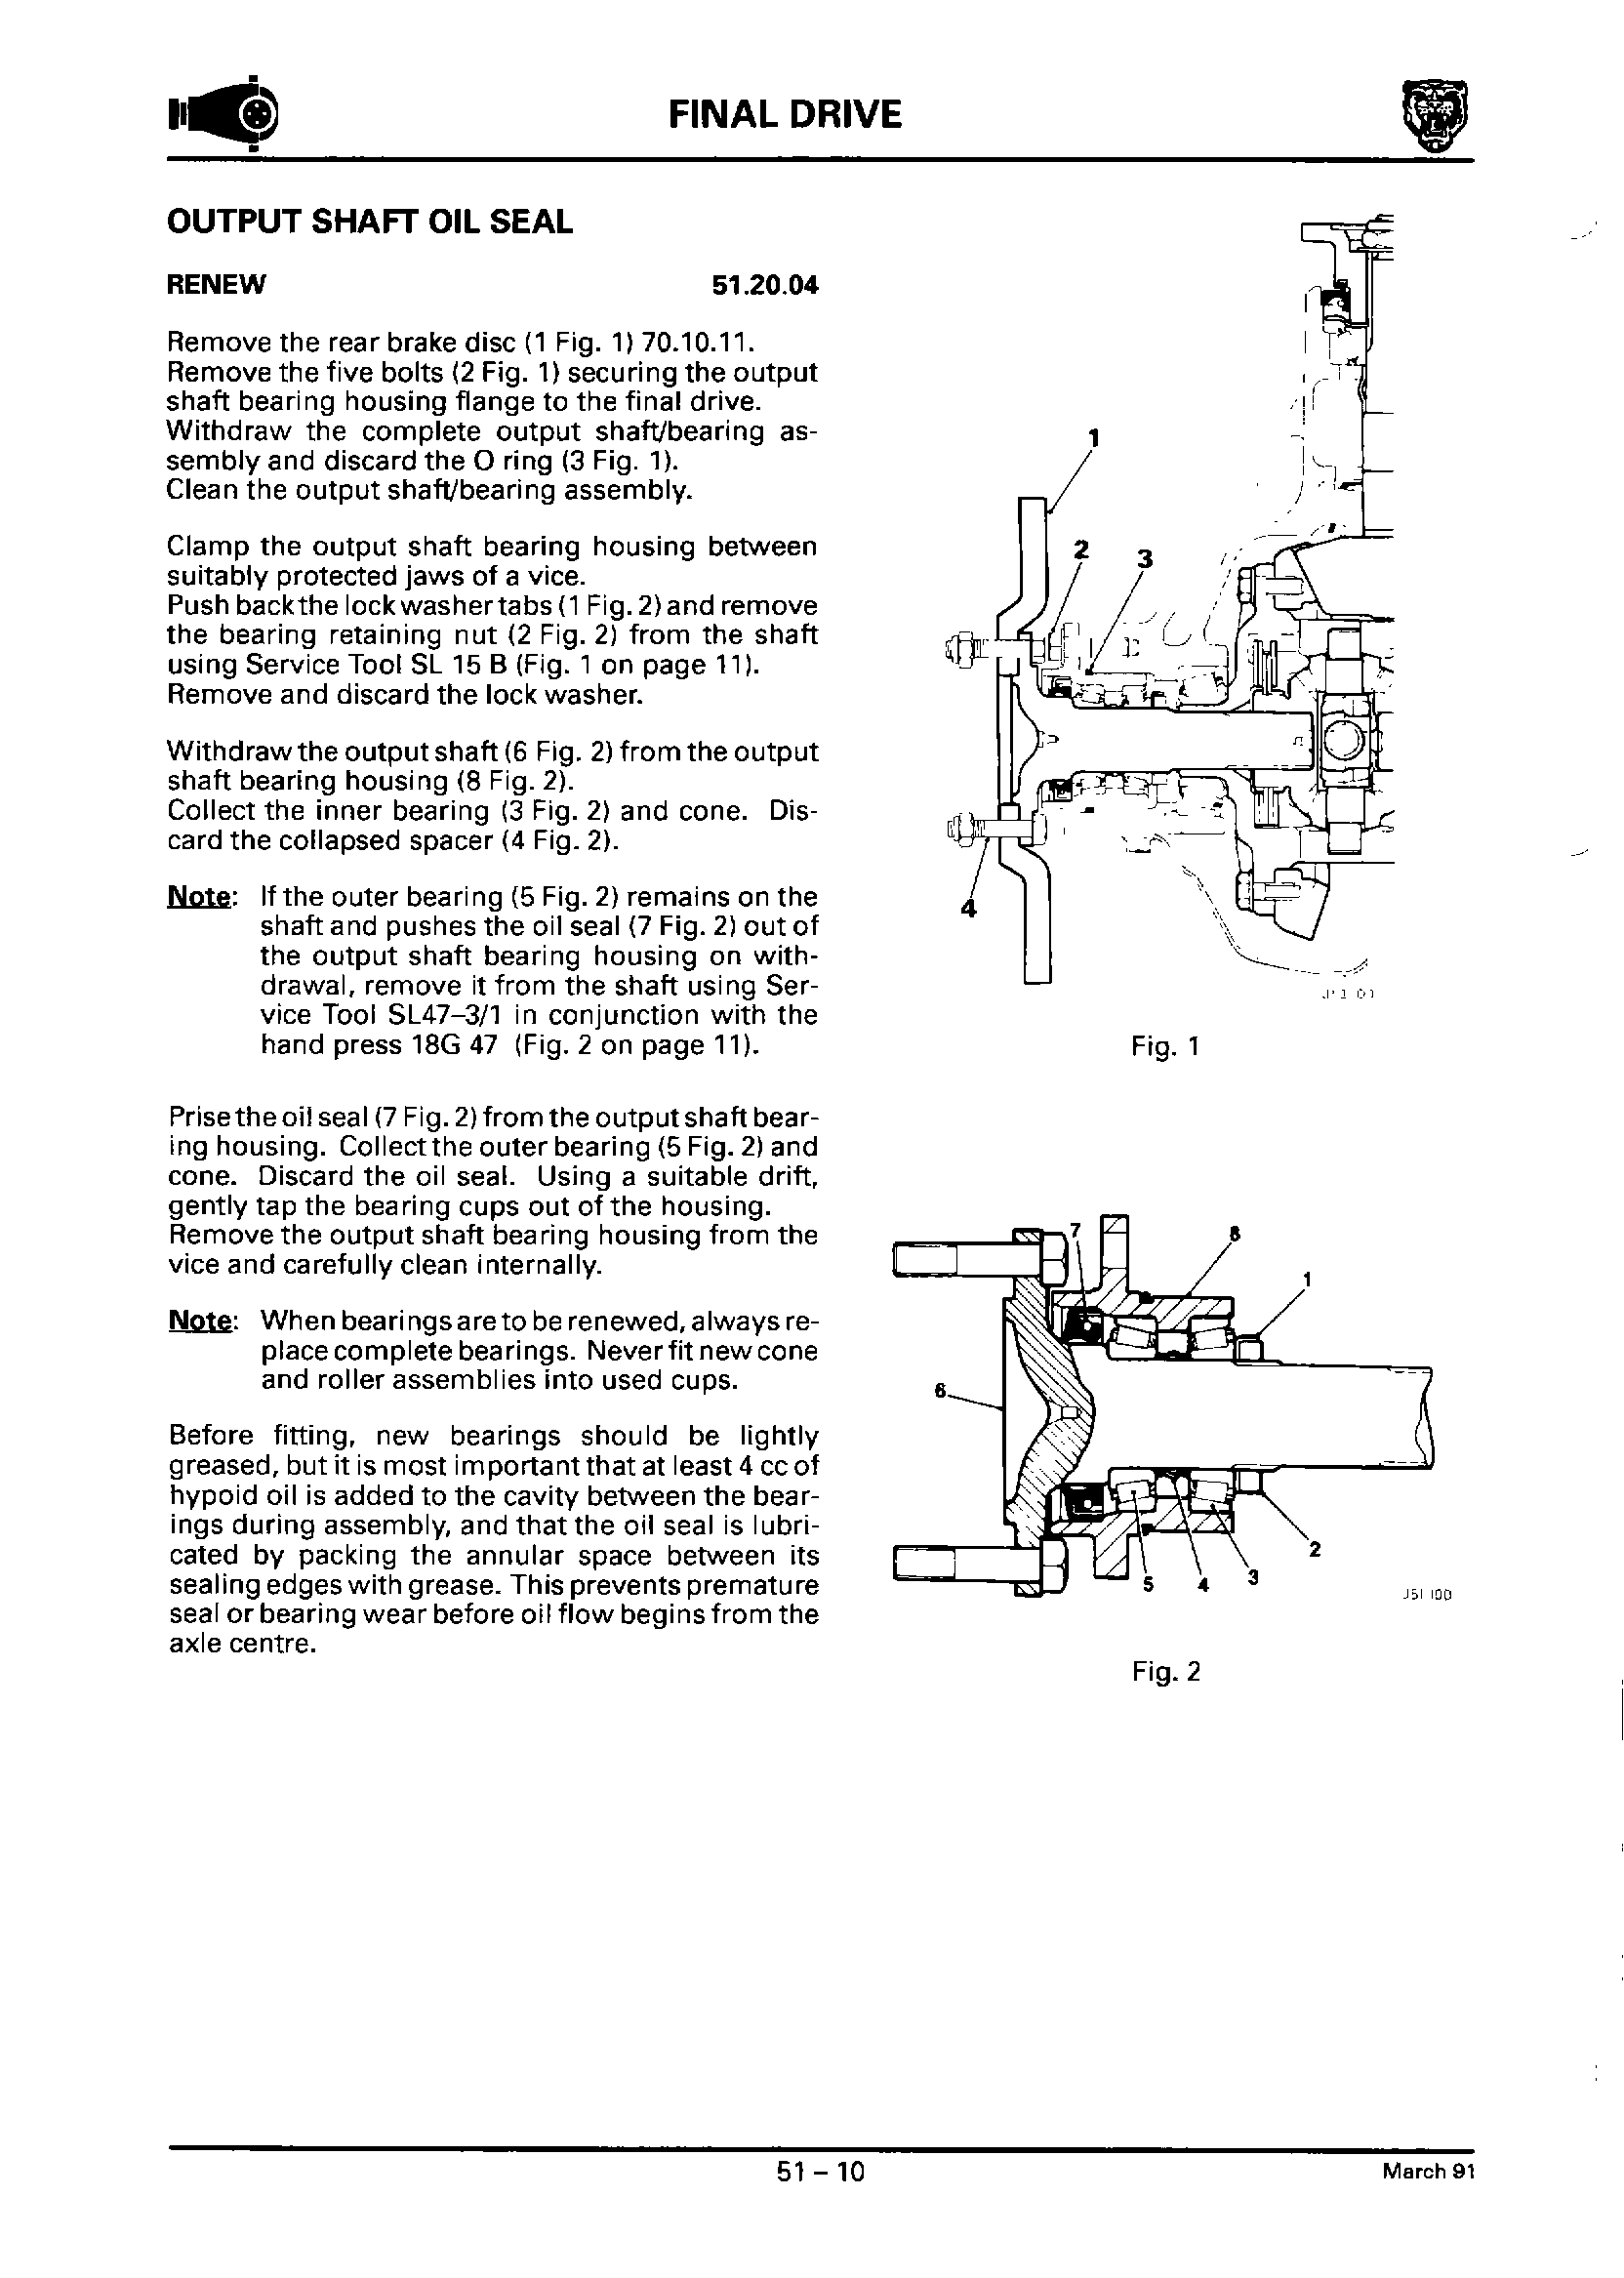 FINAL DRIVE
OUTPUT SHAFT OIL SEAL
RENEW 51.20.04
Remove the rear brake disc (1 Fig. 1) 70.10.11.
Remove the five bolts (2 Fig. 1) securing the output
shaft bearing housing flange to the final drive.
Withdraw the complete output shaft/bearing as-
sembly and discard the O ring (3 Fig. 1).
Clean the output shaft/bearing assembly.
Clamp the output shaft bearing housing between
suitably protected jaws of a vice.
Push back the lock washer tabs (1 Fig. 2) and remove
the bearing retaining nut (2 Fig. 2) from the shaft
using Service Tool SL 15 B (Fig. 1 on page 11).
Remove and discard the lock washer.
Withdraw the output shaft (6 Fig. 2) from the output
shaft bearing housing (8 Fig. 2).
Collect the inner bearing (3 Fig. 2) and cone. Dis-
card the collapsed spacer (4 Fig. 2).
Note: If the outer bearing (5 Fig. 2) remains on the
shaft and pushes the oil seal (7 Fig. 2) out of
the output shaft bearing housing on with-
drawal, remove it from the shaft using Ser-
vice Tool SL47–3/1 in conjunction with the
hand press 18G 47 (Fig. 2 on page 11).
Prise the oil seal (7 Fig. 2) from the output shaft bear-
ing housing. Collect the outer bearing (5 Fig. 2) and
cone. Discard the oil seal. Using a suitable drift,
gently tap the bearing cups out of the housing.
Remove the output shaft bearing housing from the
vice and carefully clean internally.
Note: When bearings are to be renewed, always re-
place complete bearings. Never fit new cone
and roller assemblies into used cups.
Before fitting, new bearings should be lightly
greased, but it is most important that at least 4 cc of
hypoid oil is added to the cavity between the bear-
ings during assembly, and that the oil seal is lubri-
cated by packing the annular space between its
sealing edges with grease. This prevents premature
seal or bearing wear before oil flow begins from the
axle centre.
1
2
3
4
Fig. 1
7
8
1
6
2
5
4
3
J51 100
Fig. 2
51 – 10
March 91